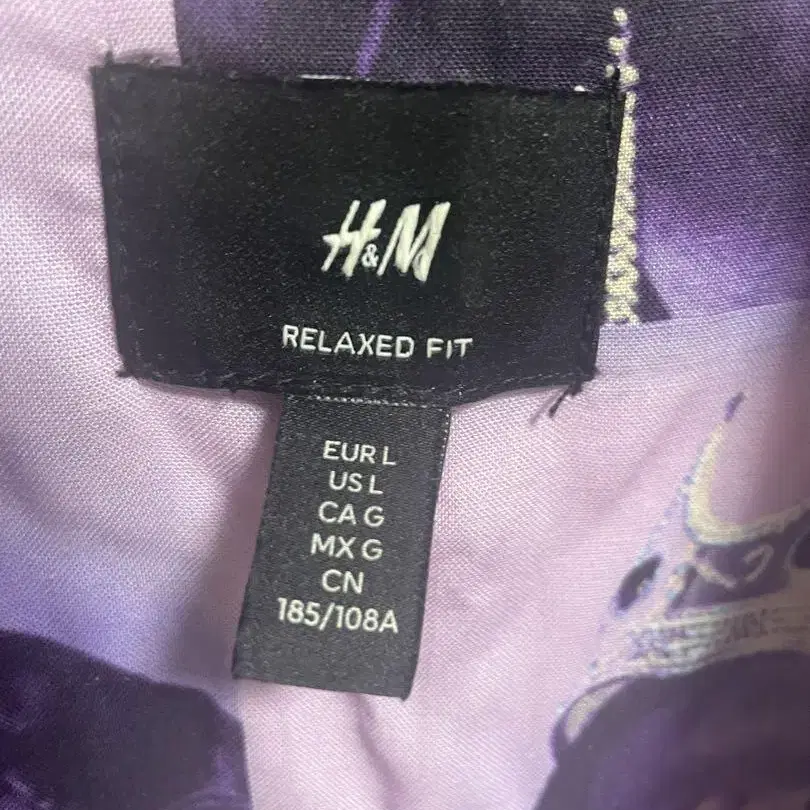 H&M
RELAXED FIT
EUR L
US L
CA G
MX G
CN
185/108A